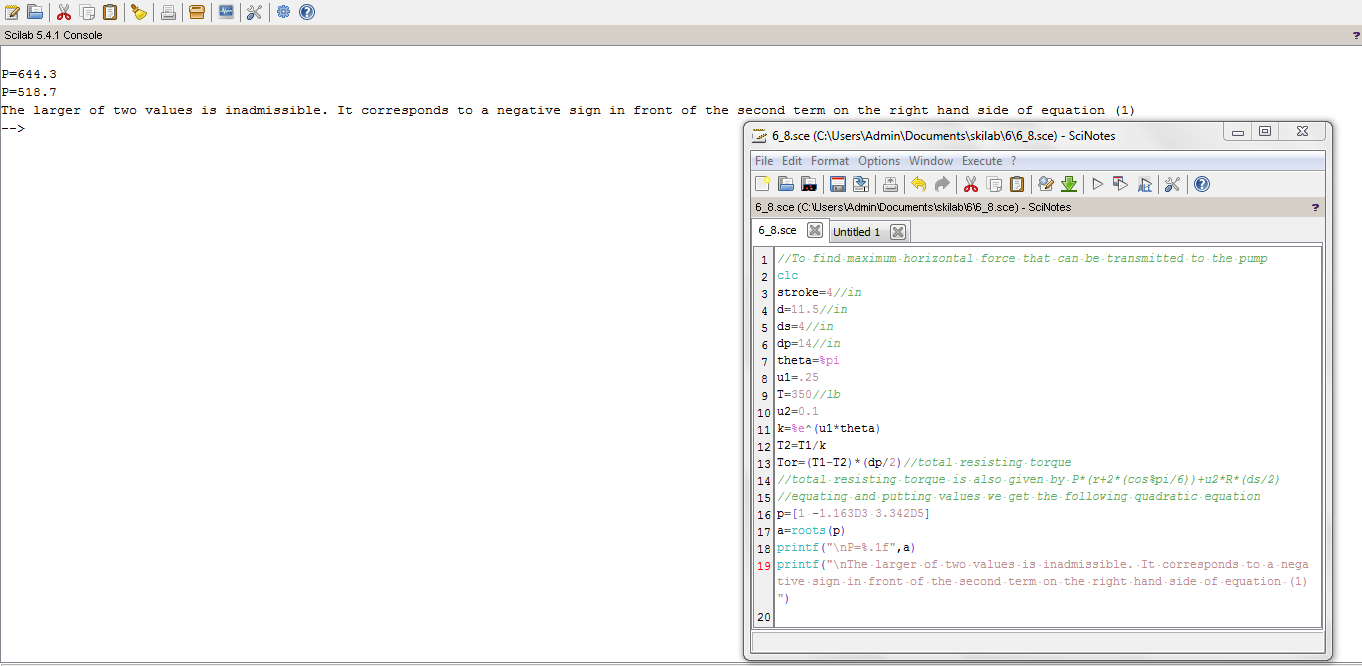 Scilab 5.4.1 Console
?
P=644.3
P=518.7
The larger of two values is inadmissible. It corresponds to a negative sign in front of the second term on the right hand side of equation (1)
-->
6_8.sce (C:\Users\Admin\Documents\skilab\6\6_8.sce) - SciNotes
File Edit Format Options Window Execute ?
6_8.sce (C:\Users\Admin\Documents\skilab\6\6_8.sce) - SciNotes
?
6_8.sce Untitled 1
1 //To find maximum horizontal force that can be transmitted to the pump
2 clc
3 stroke=4//in
4 d=11.5//in
5 ds=4//in
6 dp=14//in
7 theta=%pi
8 u1=.25
9 T=350//lb
10 u2=0.1
11 k=%e^(u1*theta)
12 T2=T1/k
13 Tor=(T1-T2)*(dp/2)//total resisting torque
14 //total resisting torque is also given by P*(r+2*(cos%pi/6))+u2*R*(ds/2)
15 //equating and putting values we get the following quadratic equation
16 p=[1 -1.163D3 3.342D5]
17 a=roots(p)
18 printf("\nP=%.1f",a)
19 printf("\nThe larger of two values is inadmissible. It corresponds to a nega
tive sign in front of the second term on the right hand side of equation (1)
")
20